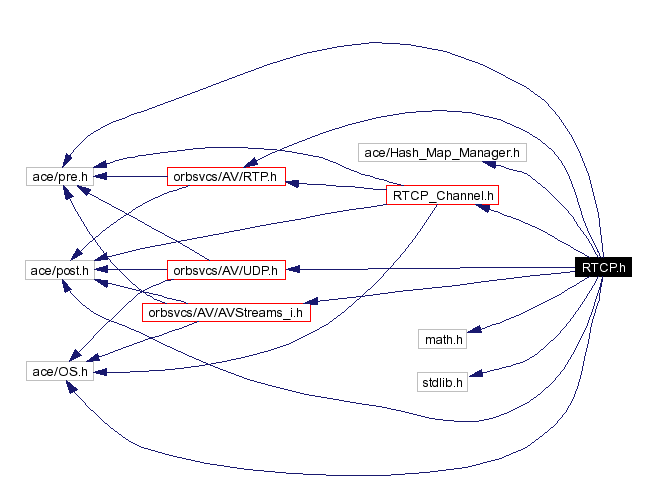 ace/Hash_Map_Manager.h
ace/pre.h
orbsvcs/AV/RTP.h
RTCP_Channel.h
ace/post.h
orbsvcs/AV/UDP.h
RTCP.h
orbsvcs/AV/AVStreams_i.h
math.h
ace/OS.h
stdlib.h